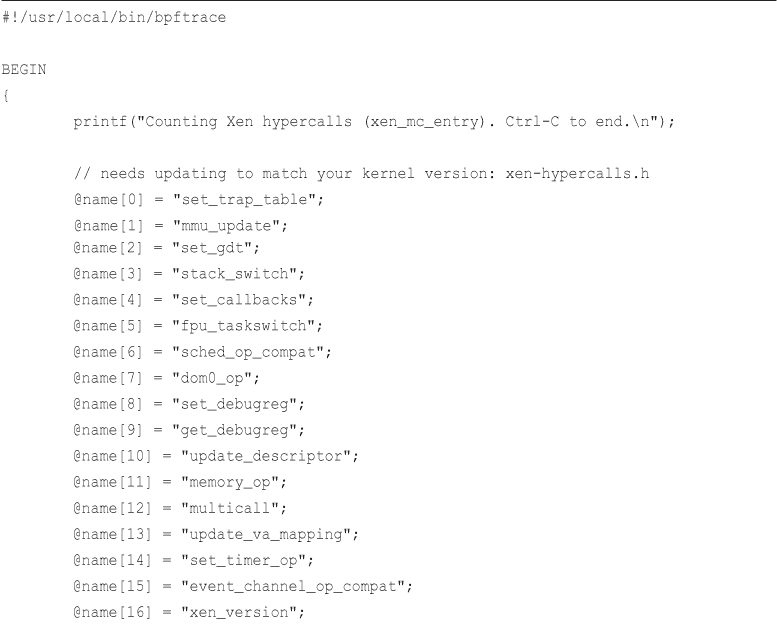 #!/usr/local/bin/bpftrace

BEGIN
{
        printf("Counting Xen hypercalls (xen_mc_entry). Ctrl-C to end.\n");

        // needs updating to match your kernel version: xen-hypercalls.h
        @name[0] = "set_trap_table";
        @name[1] = "mmu_update";
        @name[2] = "set_gdt";
        @name[3] = "stack_switch";
        @name[4] = "set_callbacks";
        @name[5] = "fpu_taskswitch";
        @name[6] = "sched_op_compat";
        @name[7] = "dom0_op";
        @name[8] = "set_debugreg";
        @name[9] = "get_debugreg";
        @name[10] = "update_descriptor";
        @name[11] = "memory_op";
        @name[12] = "multicall";
        @name[13] = "update_va_mapping";
        @name[14] = "set_timer_op";
        @name[15] = "event_channel_op_compat";
        @name[16] = "xen_version";